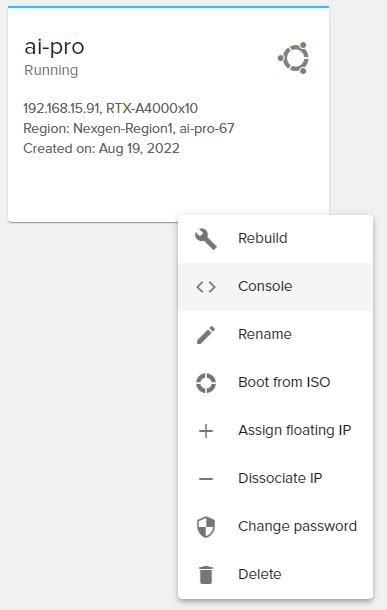 ai-pro
Running
192.168.15.91, RTX-A4000x10
Region: Nexgen-Region1, ai-pro-67
Created on: Aug 19, 2022
Rebuild
Console
Rename
Boot from ISO
Assign floating IP
Dissociate IP
Change password
Delete